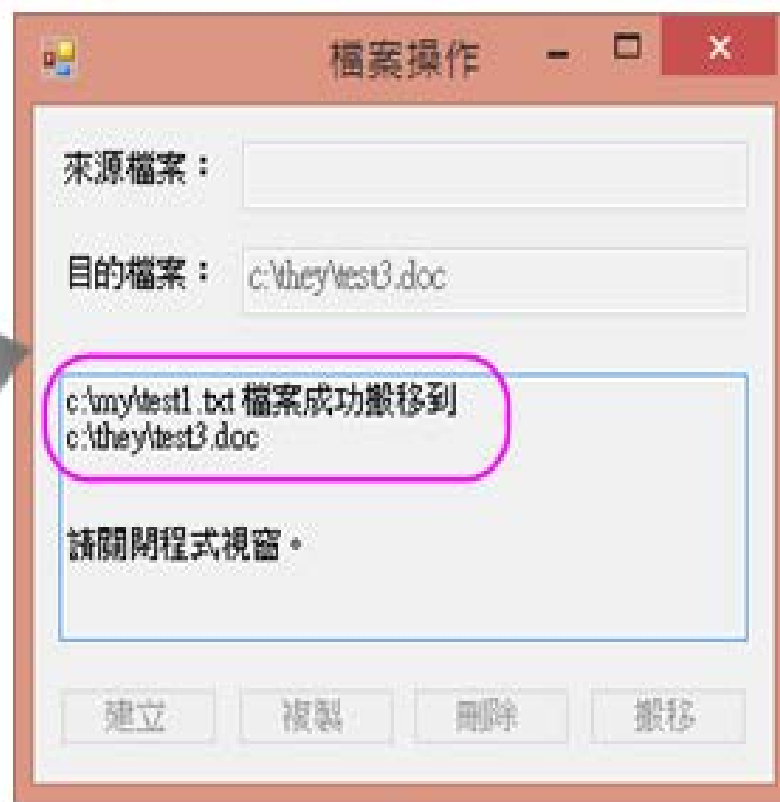 檔案操作
來源檔案：
目的檔案： c:\they\test3.doc
c:\my\test1.txt 檔案成功搬移到
c:\they\test3.doc
請關閉程式視窗。
建立 複製 刪除 搬移